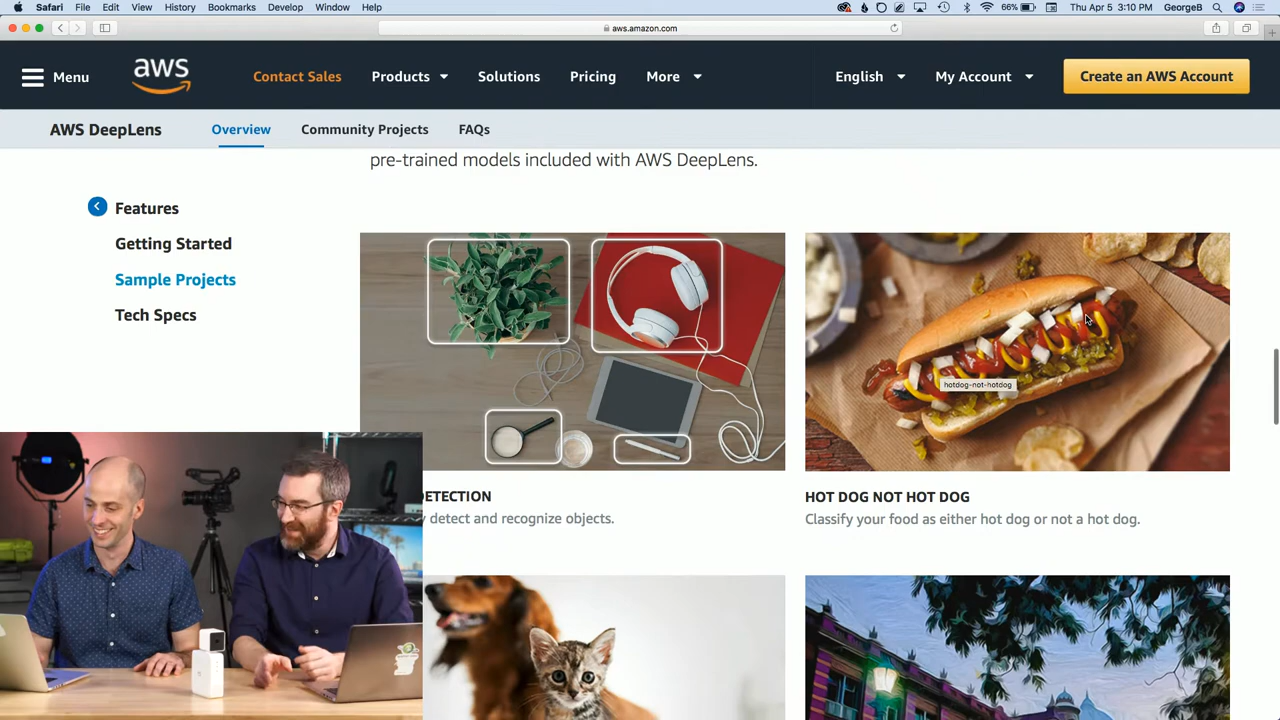 Safari File Edit View History Bookmarks Develop Window Help 66% Thu Apr 5 3:10 PM GeorgeB
aws.amazon.com
Menu aws Contact Sales Products Solutions Pricing More English My Account Create an AWS Account
AWS DeepLens Overview Community Projects FAQs
pre-trained models included with AWS DeepLens.
Features
Getting Started
Sample Projects
Tech Specs
hotdog-not-hotdog
DETECTION
detect and recognize objects.
HOT DOG NOT HOT DOG
Classify your food as either hot dog or not a hot dog.